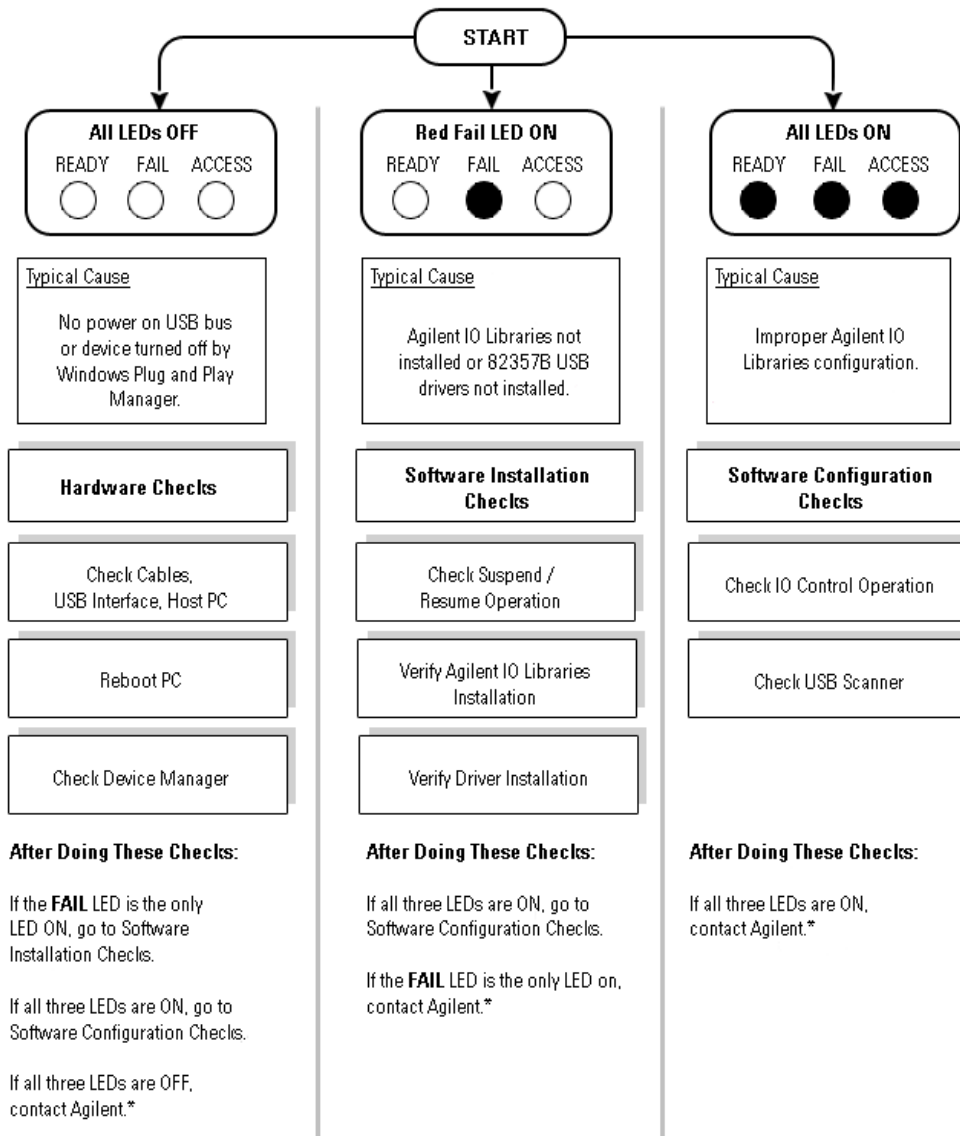 START
All LEDs OFF
READY FAIL ACCESS
Typical Cause
No power on USB bus
or device turned off by
Windows Plug and Play
Manager.
Hardware Checks
Check Cables,
USB Interface, Host PC
Reboot PC
Check Device Manager
After Doing These Checks:
If the FAIL LED is the only
LED ON, go to Software
Installation Checks.
If all three LEDs are ON, go to
Software Configuration Checks.
If all three LEDs are OFF,
contact Agilent.*
Red Fail LED ON
READY FAIL ACCESS
Typical Cause
Agilent IO Libraries not
installed or 82357B USB
drivers not installed.
Software Installation
Checks
Check Suspend /
Resume Operation
Verify Agilent IO Libraries
Installation
Verify Driver Installation
After Doing These Checks:
If all three LEDs are ON, go to
Software Configuration Checks.
If the FAIL LED is the only LED on,
contact Agilent.*
All LEDs ON
READY FAIL ACCESS
Typical Cause
Improper Agilent IO
Libraries configuration.
Software Configuration
Checks
Check IO Control Operation
Check USB Scanner
After Doing These Checks:
If all three LEDs are ON,
contact Agilent.*